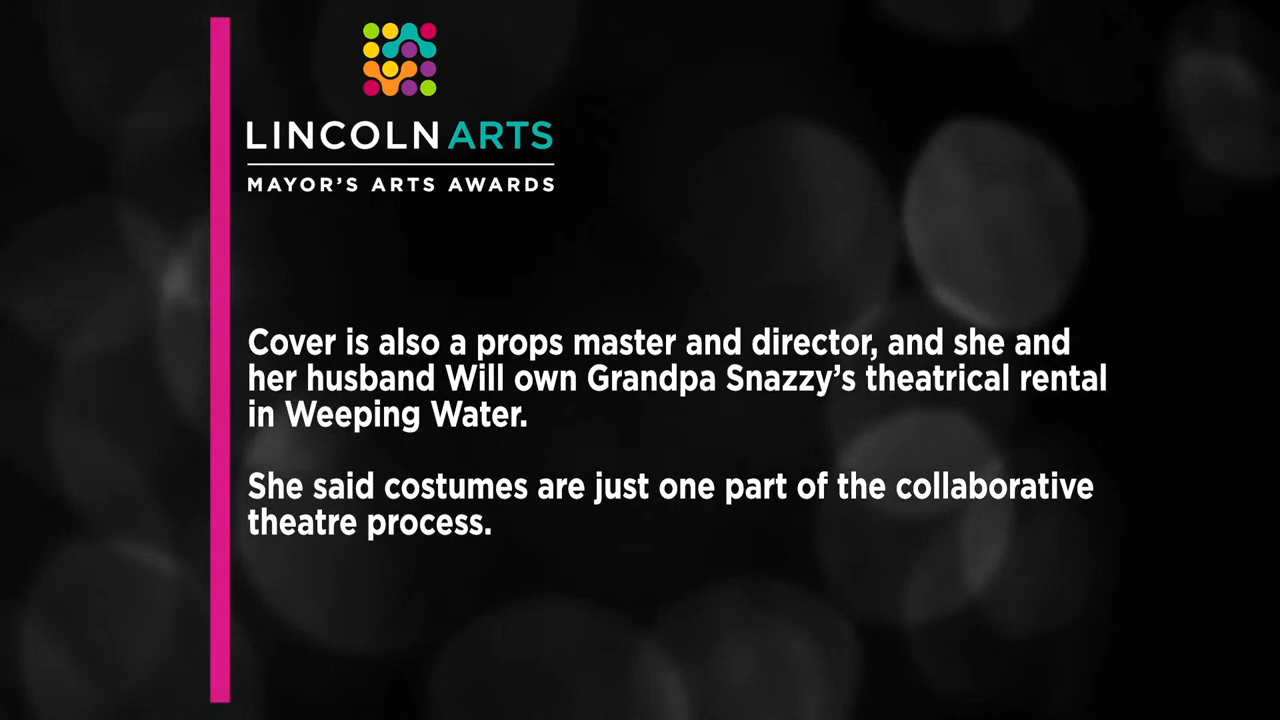 LINCOLN ARTS
MAYOR'S ARTS AWARDS
Cover is also a props master and director, and she and
her husband Will own Grandpa Snazzy's theatrical rental
in Weeping Water.
She said costumes are just one part of the collaborative
theatre process.